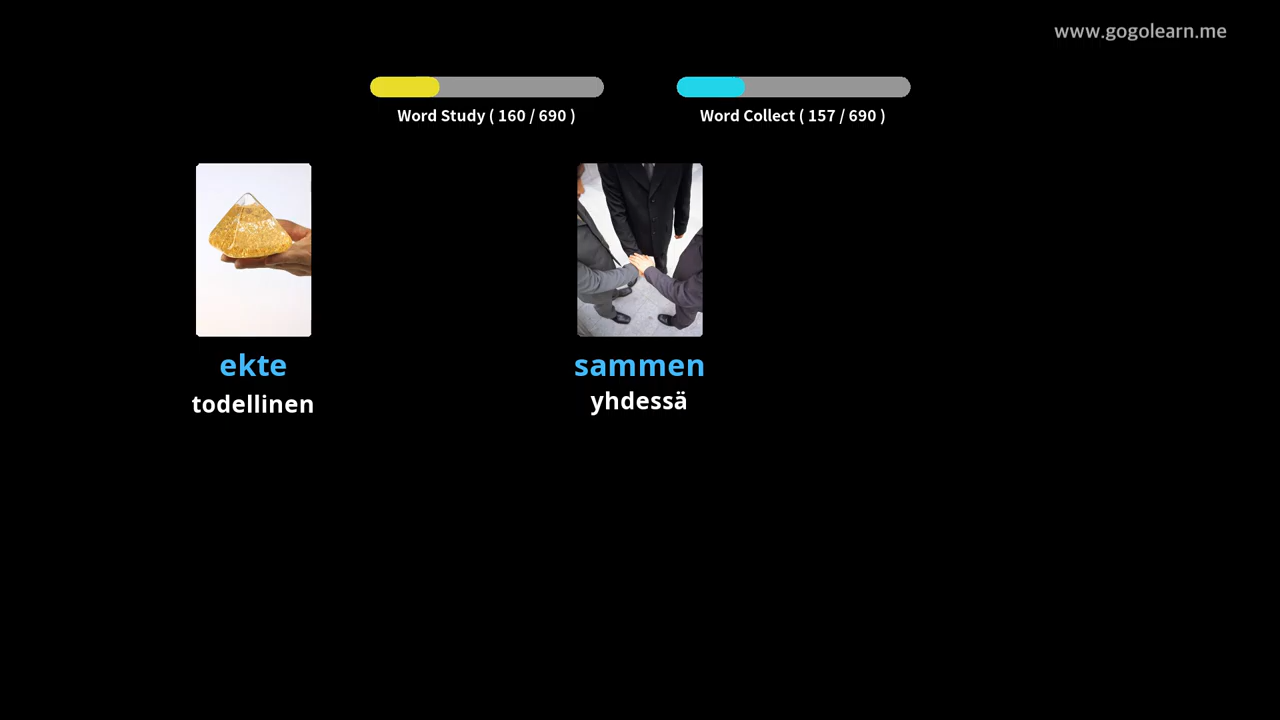 www.gogolearn.me
Word Study ( 160 / 690 )
Word Collect ( 157 / 690 )
ekte
todellinen
sammen
yhdessä